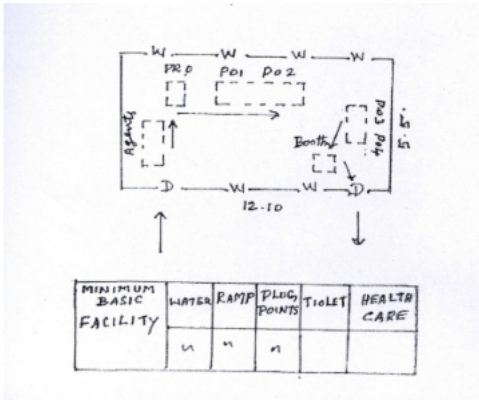 W W W W
PRO PO1 PO2
Agents
PO3 PO4
Booth
5.5
D W W D
12.10
MINIMUM BASIC FACILITY
WATER RAMP PLUG POINTS TIOLET HEALTH CARE
n n n